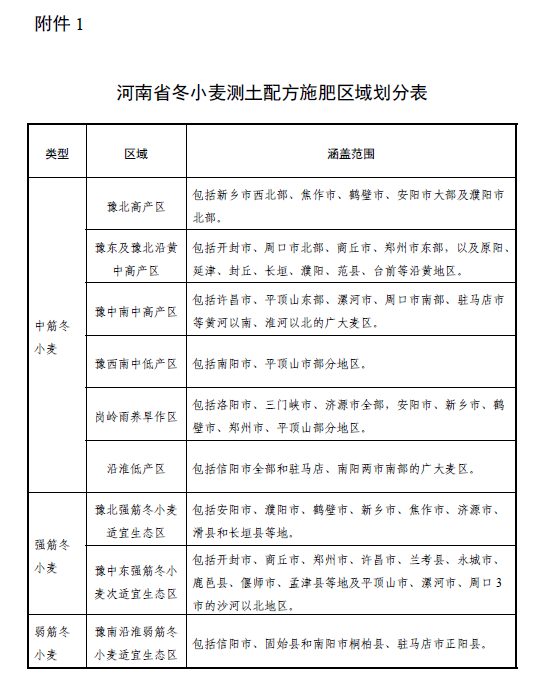 附件 1
河南省冬小麦测土配方施肥区域划分表
类型 区域 涵盖范围
中筋冬
小麦
豫北高产区
包括新乡市西北部、焦作市、鹤壁市、安阳市大部及濮阳市
北部。
豫东及豫北沿黄
中高产区
包括开封市、周口市北部、商丘市、郑州市东部，以及原阳、
延津、封丘、长垣、濮阳、范县、台前等沿黄地区。
豫中南中高产区
包括许昌市、平顶山东部、漯河市、周口市南部、驻马店市
等黄河以南、淮河以北的广大麦区。
豫西南中低产区
包括南阳市、平顶山市部分地区。
岗岭雨养旱作区
包括洛阳市、三门峡市、济源市全部，安阳市、新乡市、鹤
壁市、郑州市、平顶山部分地区。
沿淮低产区
包括信阳市全部和驻马店、南阳两市南部的广大麦区。
强筋冬
小麦
豫北强筋冬小麦
适宜生态区
包括安阳市、濮阳市、鹤壁市、新乡市、焦作市、济源市、
滑县和长垣县等地。
豫中东强筋冬小
麦次适宜生态区
包括开封市、商丘市、郑州市、许昌市、兰考县、永城市、
鹿邑县、偃师市、孟津县等地及平顶山市、漯河市、周口 3
市的沙河以北地区。
弱筋冬
小麦
豫南沿淮弱筋冬
小麦适宜生态区
包括信阳市、固始县和南阳市桐柏县、驻马店市正阳县。